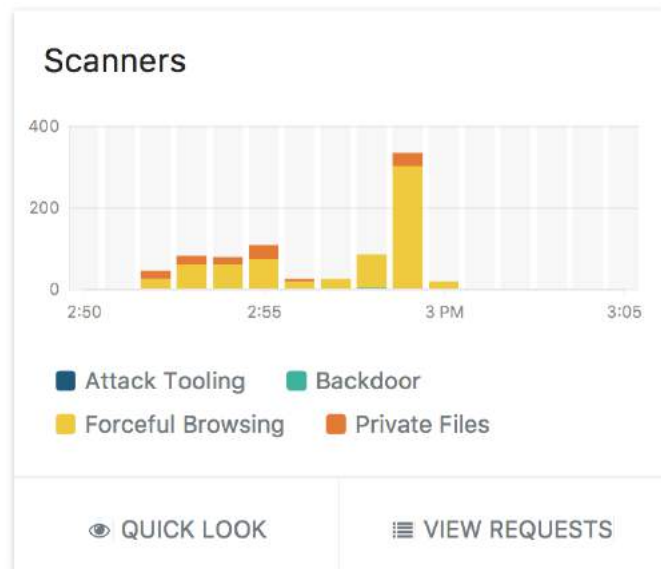 Scanners
400
200
0
2:50 2:55 3 PM 3:05
Attack Tooling Backdoor
Forceful Browsing Private Files
QUICK LOOK VIEW REQUESTS